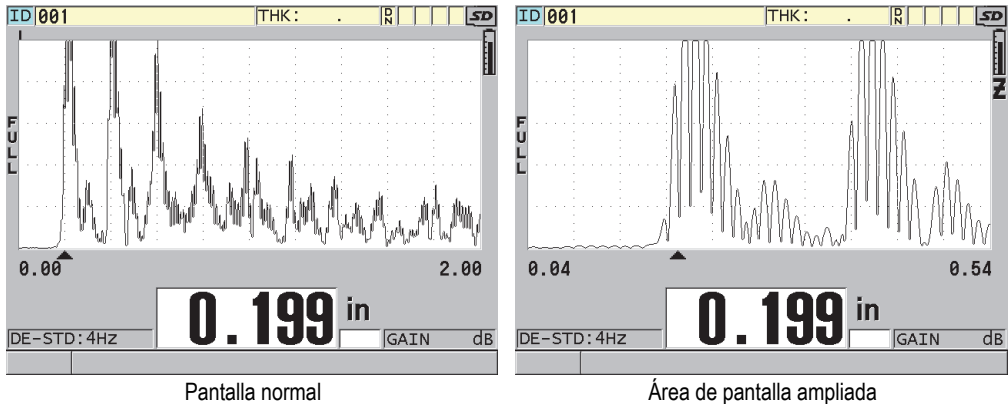 ID 001 THK: . DN SD
FULL
0.00 2.00
0.199 in
DE-STD:4Hz GAIN dB
Pantalla normal
ID 001 THK: . DN SD
Z
FULL
0.04 0.54
0.199 in
DE-STD:4Hz GAIN dB
Área de pantalla ampliada